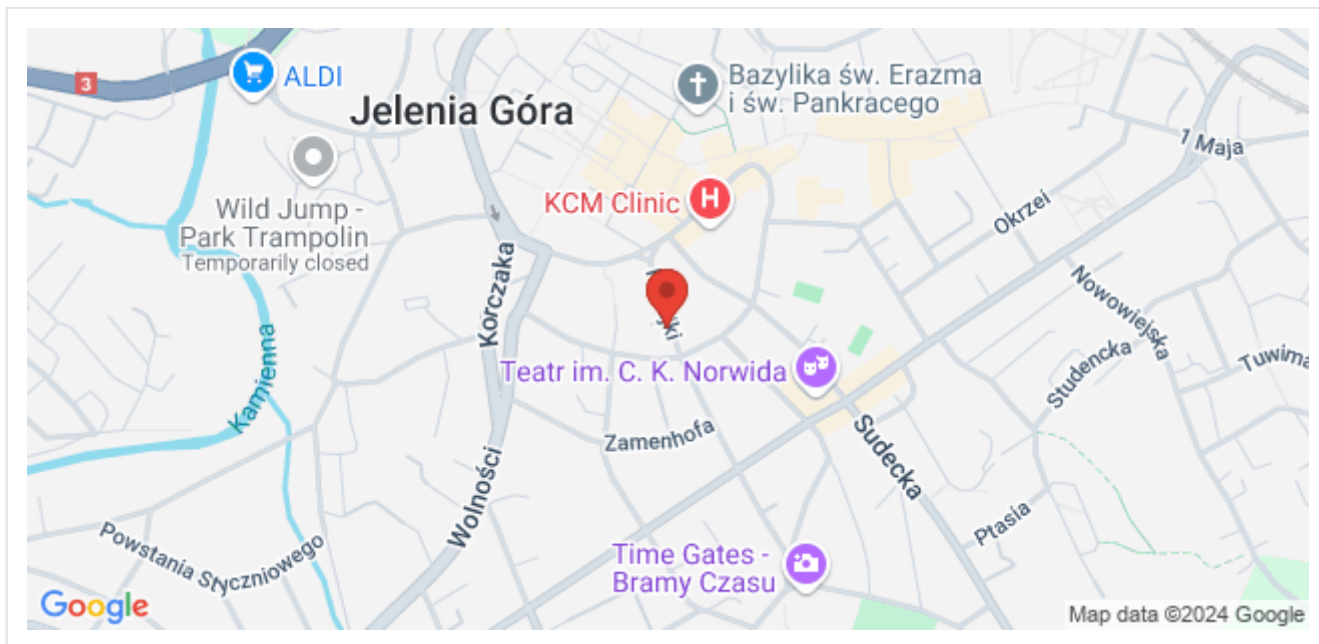 3
ALDI
Jelenia Góra
Bazylika św. Erazma
i św. Pankracego
1 Maja
KCM Clinic
Okrzei
Wild Jump -
Park Trampolin
Temporarily closed
Korczaka
Nowowiejska
Kamienna
Teatr im. C. K. Norwida
Studencka
Tuwima
Zamenhofa
Sudecka
Wolności
Ptasia
Powstania Styczniowego
Time Gates -
Bramy Czasu
Google
Map data ©2024 Google